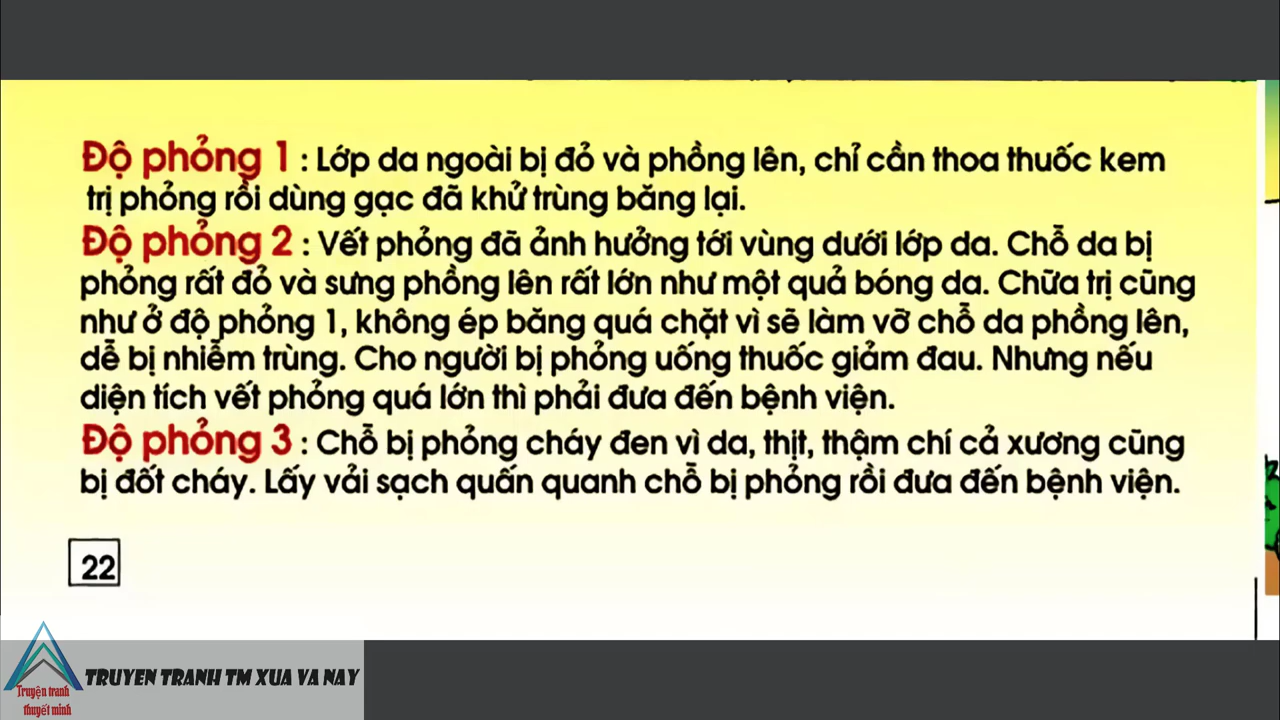 Độ phỏng 1 : Lớp da ngoài bị đỏ và phồng lên, chỉ cần thoa thuốc kem
trị phỏng rồi dùng gạc đã khử trùng băng lại.
Độ phỏng 2 : Vết phỏng đã ảnh hưởng tới vùng dưới lớp da. Chỗ da bị
phỏng rất đỏ và sưng phồng lên rất lớn như một quả bóng da. Chữa trị cũng
như ở độ phỏng 1, không ép băng quá chặt vì sẽ làm vỡ chỗ da phồng lên,
dễ bị nhiễm trùng. Cho người bị phỏng uống thuốc giảm đau. Nhưng nếu
diện tích vết phỏng quá lớn thì phải đưa đến bệnh viện.
Độ phỏng 3 : Chỗ bị phỏng cháy đen vì da, thịt, thậm chí cả xương cũng
bị đốt cháy. Lấy vải sạch quấn quanh chỗ bị phỏng rồi đưa đến bệnh viện.
22
TRUYEN TRANH TM XUA VA NAY
Truyện tranh
thuyết minh